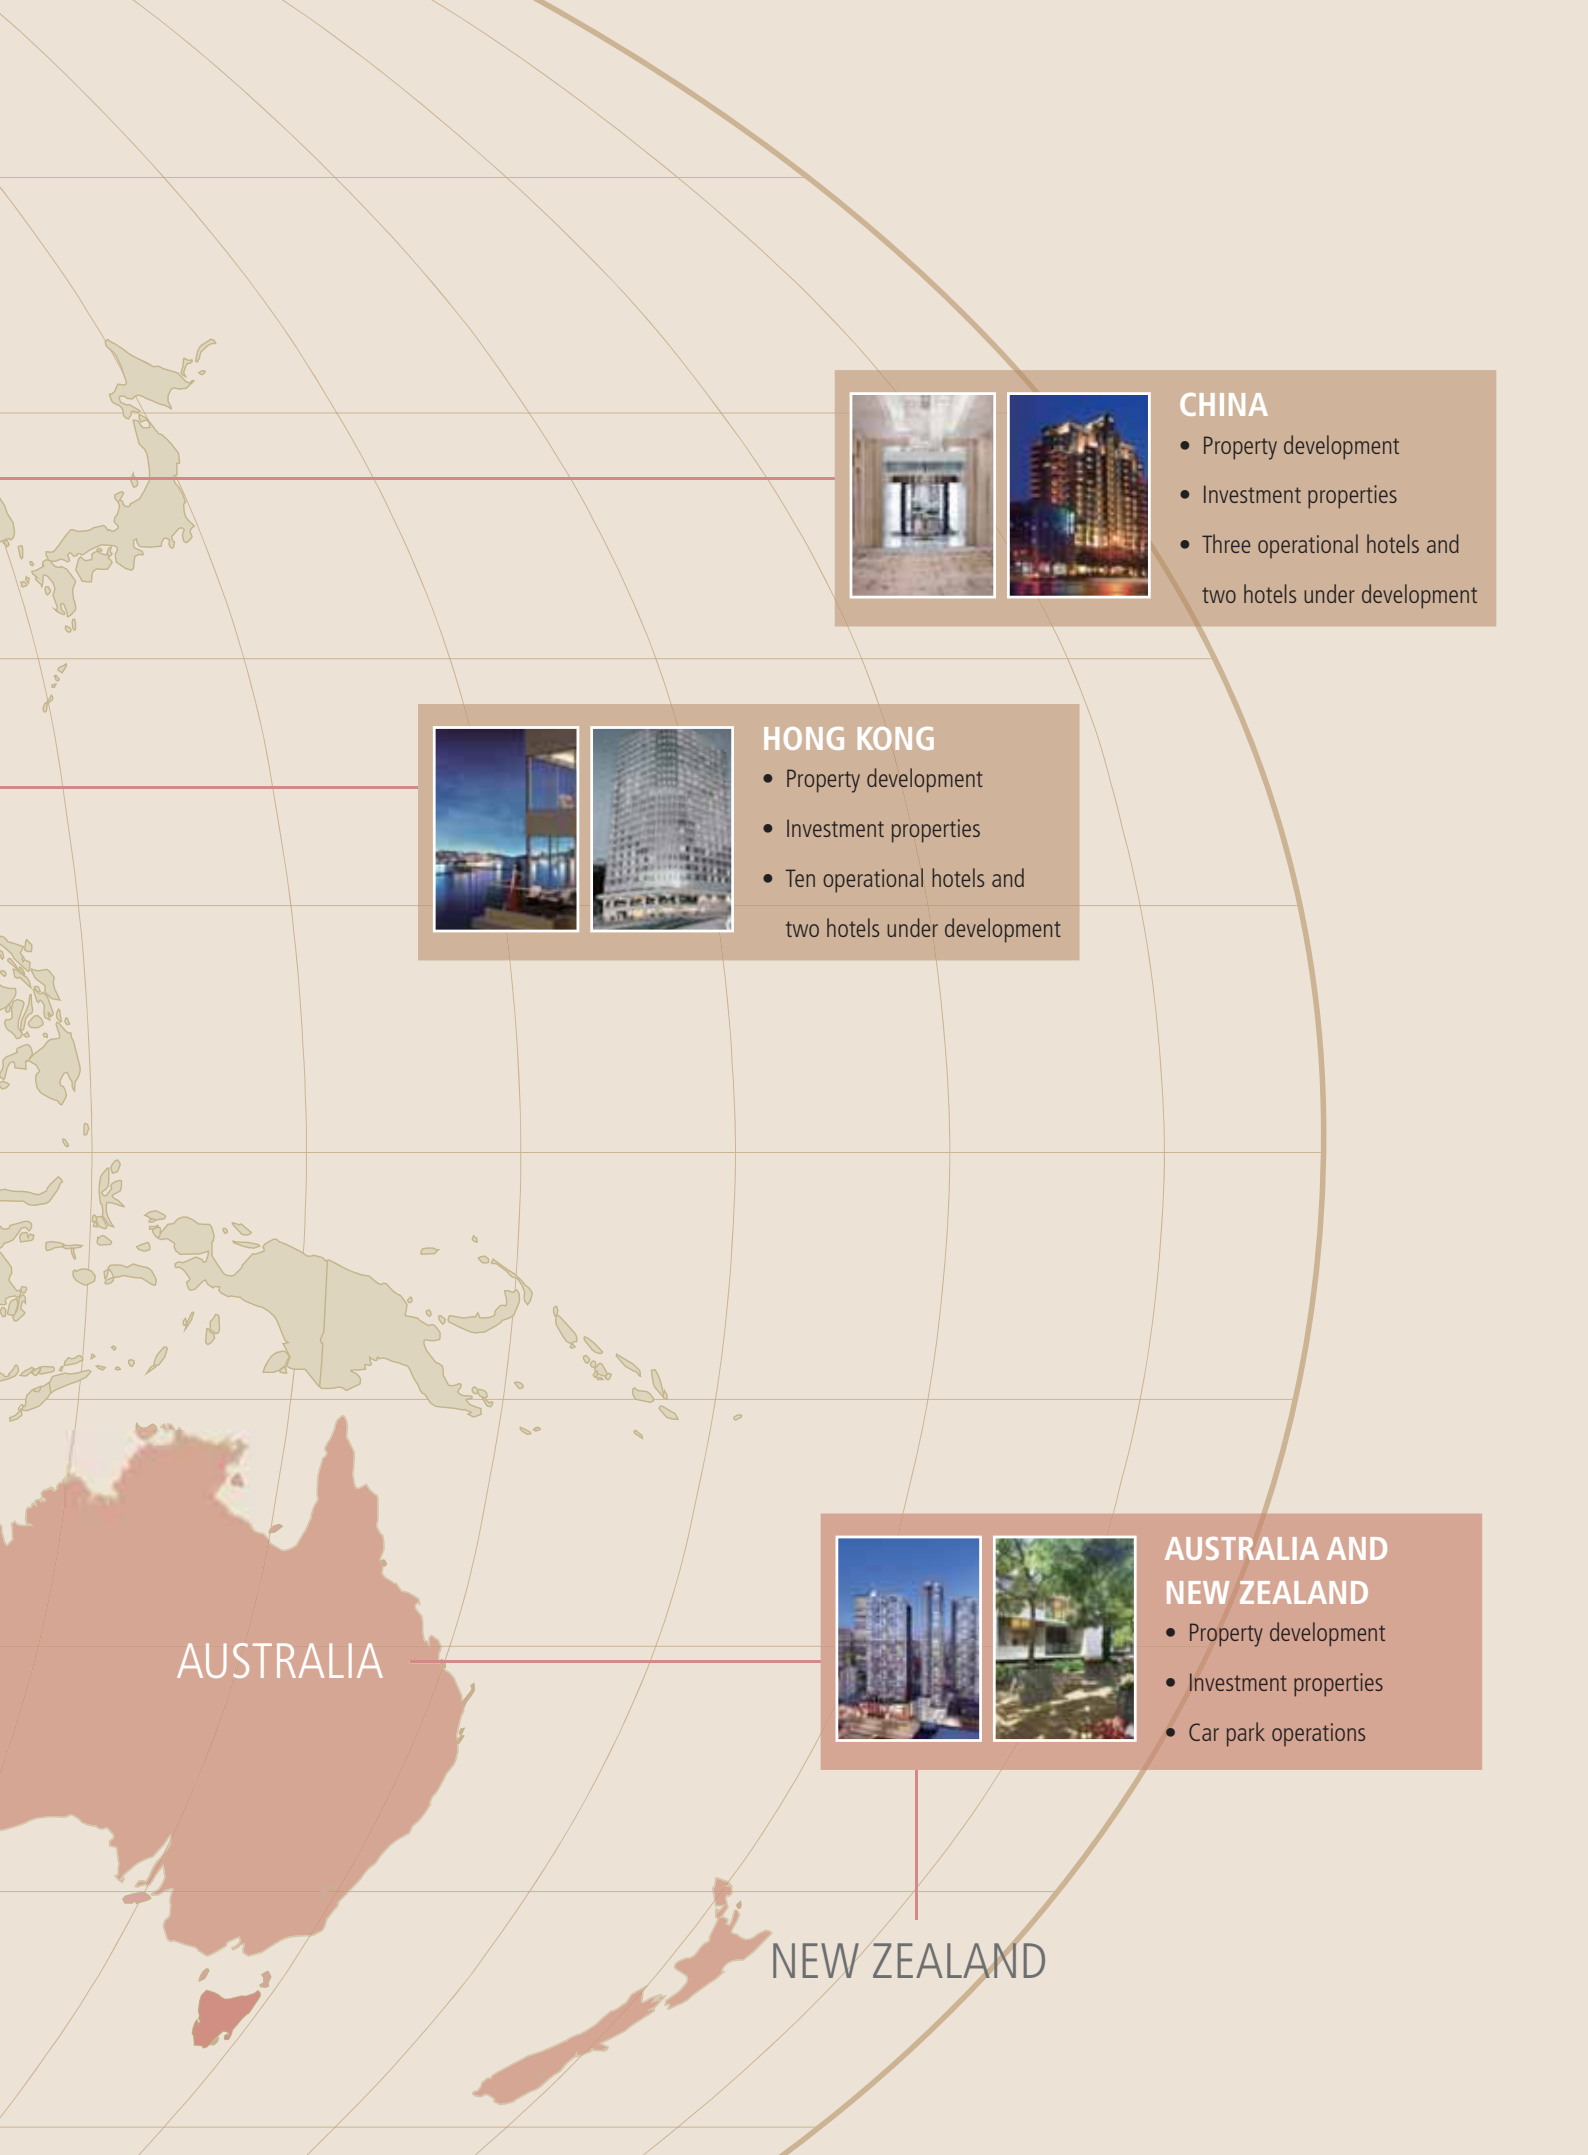 CHINA
• Property development
• Investment properties
• Three operational hotels and
two hotels under development
HONG KONG
• Property development
• Investment properties
• Ten operational hotels and
two hotels under development
AUSTRALIA AND
NEW ZEALAND
• Property development
• Investment properties
• Car park operations
AUSTRALIA
NEW ZEALAND